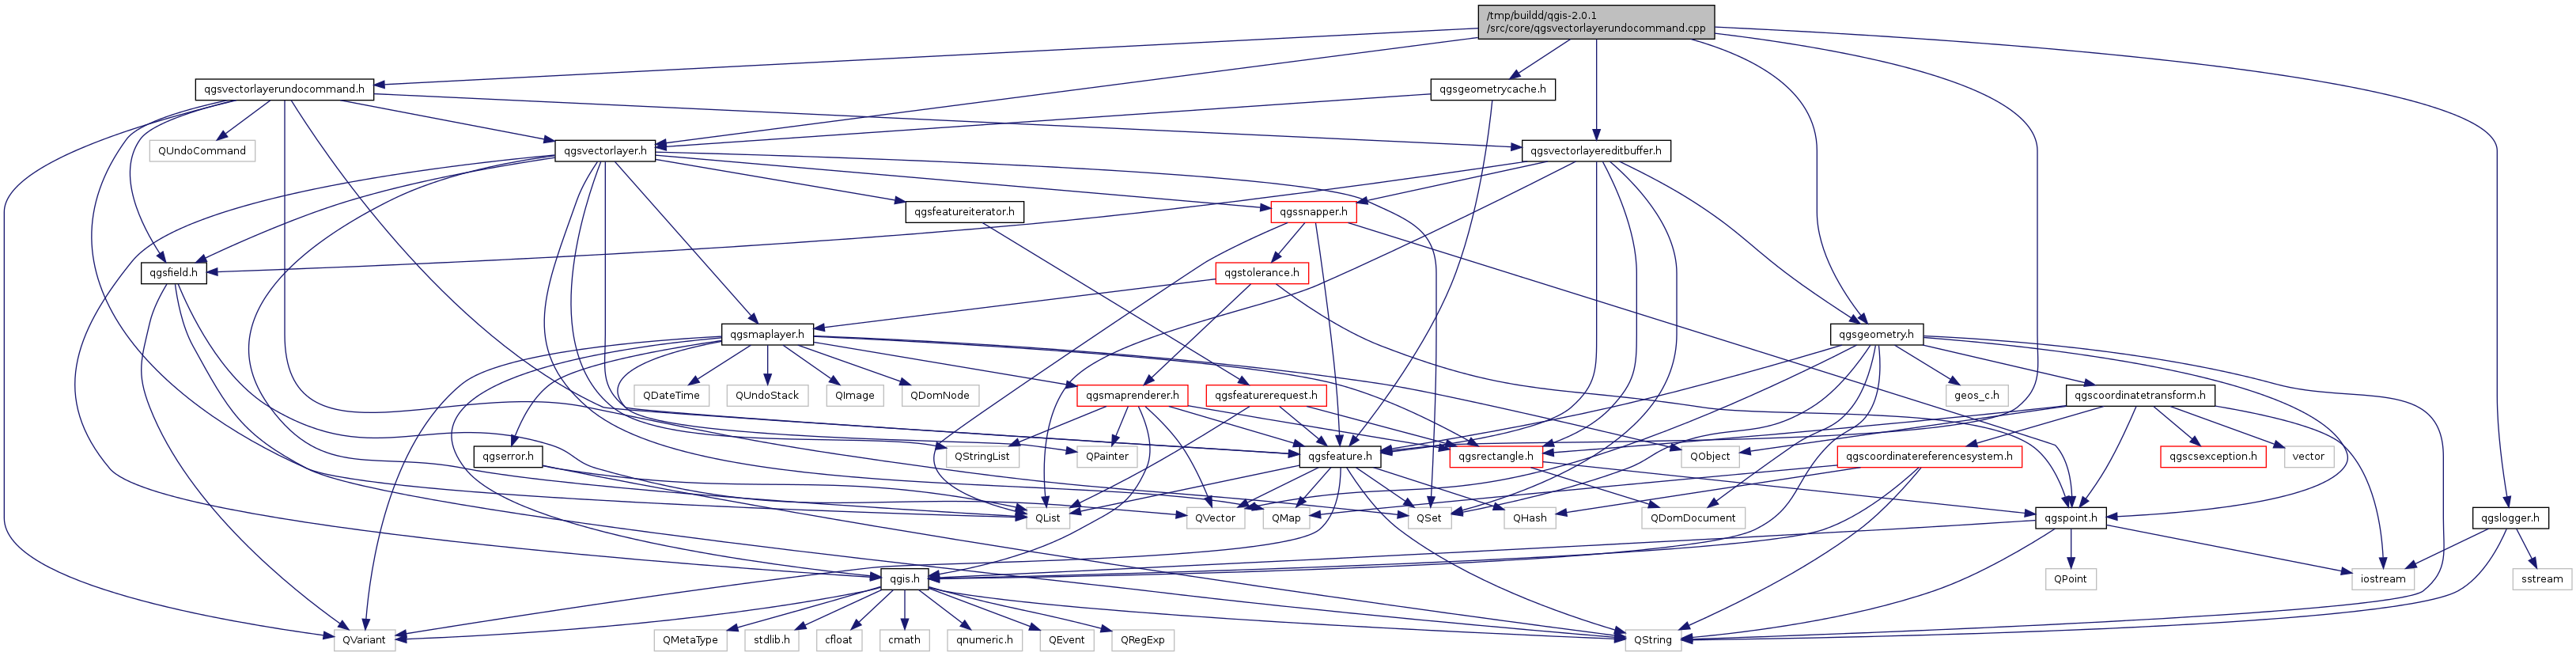 /tmp/buildd/qgis-2.0.1
/src/core/qgsvectorlayerundocommand.cpp
qgsvectorlayerundocommand.h
qgsgeometrycache.h
QUndoCommand
qgsvectorlayer.h
qgsvectorlayereditbuffer.h
qgsfeatureiterator.h
qgssnapper.h
qgsfield.h
qgstolerance.h
qgsmaplayer.h
qgsgeometry.h
QDateTime
QUndoStack
QImage
QDomNode
qgsmaprenderer.h
qgsfeaturerequest.h
geos_c.h
qgscoordinatetransform.h
qgserror.h
QStringList
QPainter
qgsfeature.h
qgsrectangle.h
QObject
qgscoordinatereferencesystem.h
qgscsexception.h
vector
QList
QVector
QMap
QSet
QHash
QDomDocument
qgspoint.h
qgslogger.h
qgis.h
QPoint
iostream
sstream
QVariant
QMetaType
stdlib.h
cfloat
cmath
qnumeric.h
QEvent
QRegExp
QString